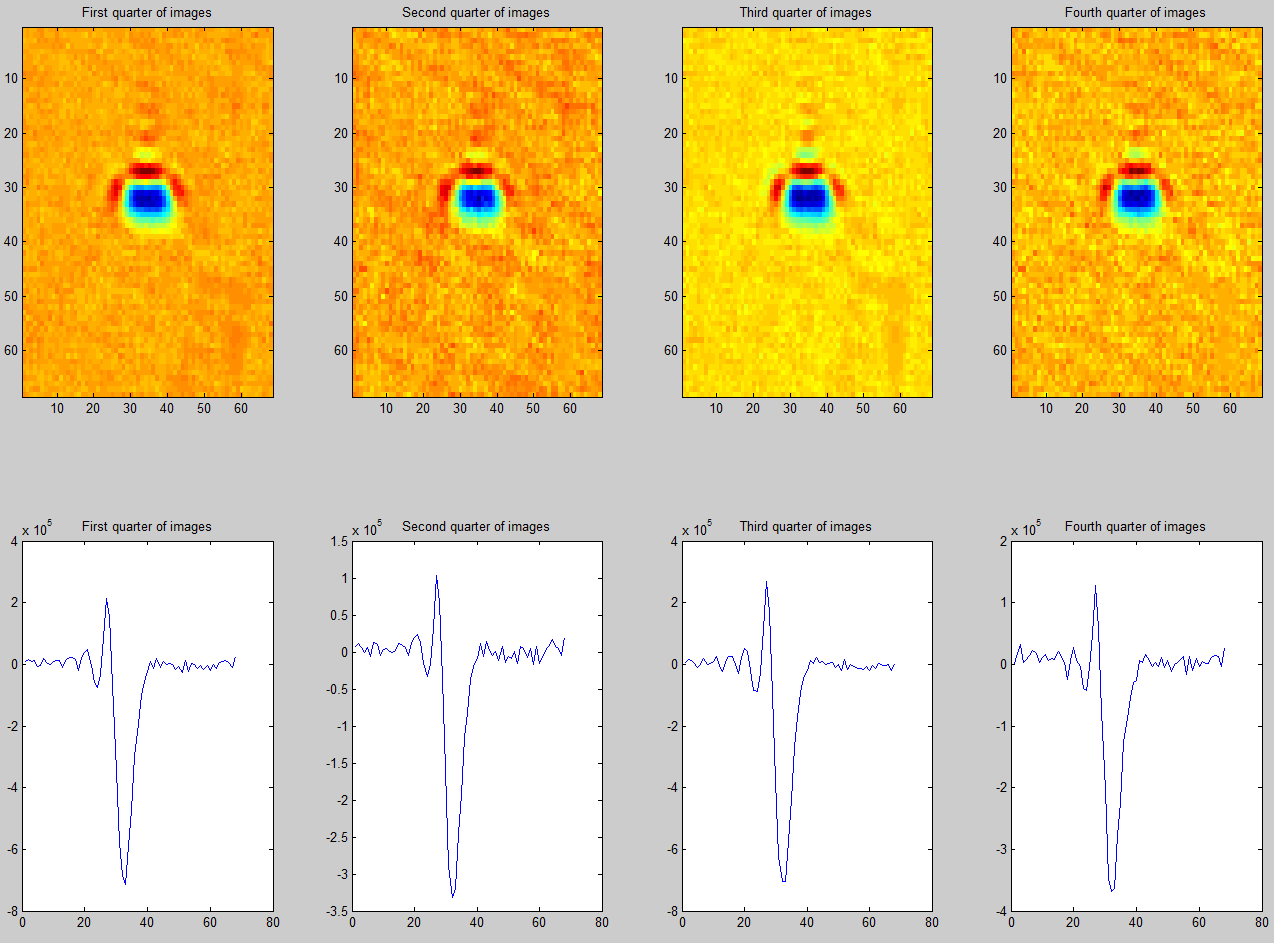 First quarter of images
Second quarter of images
Third quarter of images
Fourth quarter of images
10
20
30
40
50
60
10 20 30 40 50 60
10
20
30
40
50
60
10 20 30 40 50 60
10
20
30
40
50
60
10 20 30 40 50 60
10
20
30
40
50
60
10 20 30 40 50 60
x 10^5
First quarter of images
4
2
0
-2
-4
-6
-8
0 20 40 60 80
x 10^5
Second quarter of images
1.5
1
0.5
0
-0.5
-1
-1.5
-2
-2.5
-3
-3.5
0 20 40 60 80
x 10^5
Third quarter of images
4
2
0
-2
-4
-6
-8
0 20 40 60 80
x 10^5
Fourth quarter of images
2
1
0
-1
-2
-3
-4
0 20 40 60 80